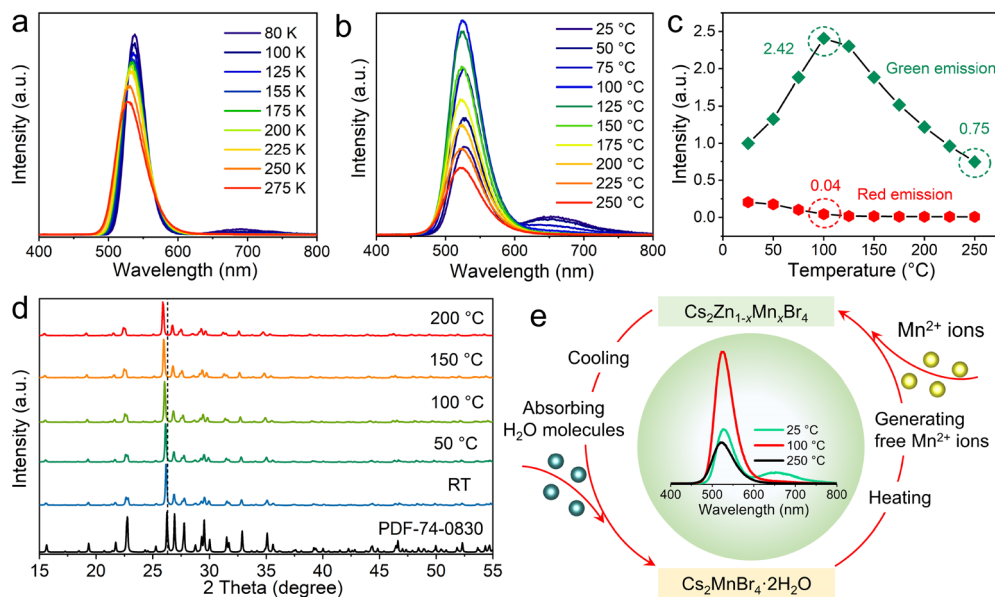 a
Intensity (a.u.)
80 K
100 K
125 K
155 K
175 K
200 K
225 K
250 K
275 K
400 500 600 700 800
Wavelength (nm)
b
Intensity (a.u.)
25 °C
50 °C
75 °C
100 °C
125 °C
150 °C
175 °C
200 °C
225 °C
250 °C
400 500 600 700 800
Wavelength (nm)
c
Intensity (a.u.)
2.5
2.0
1.5
1.0
0.5
0.0
2.42
Green emission
0.75
0.04
Red emission
0 50 100 150 200 250
Temperature (°C)
d
Intensity (a.u.)
200 °C
150 °C
100 °C
50 °C
RT
PDF-74-0830
15 20 25 30 35 40 45 50 55
2 Theta (degree)
e
Cs₂Zn₁₋ₓMnₓBr₄
Cooling
Absorbing
H₂O molecules
Mn²⁺ ions
Generating
free Mn²⁺ ions
Heating
25 °C
100 °C
250 °C
400 500 600 700 800
Wavelength (nm)
Cs₂MnBr₄·2H₂O